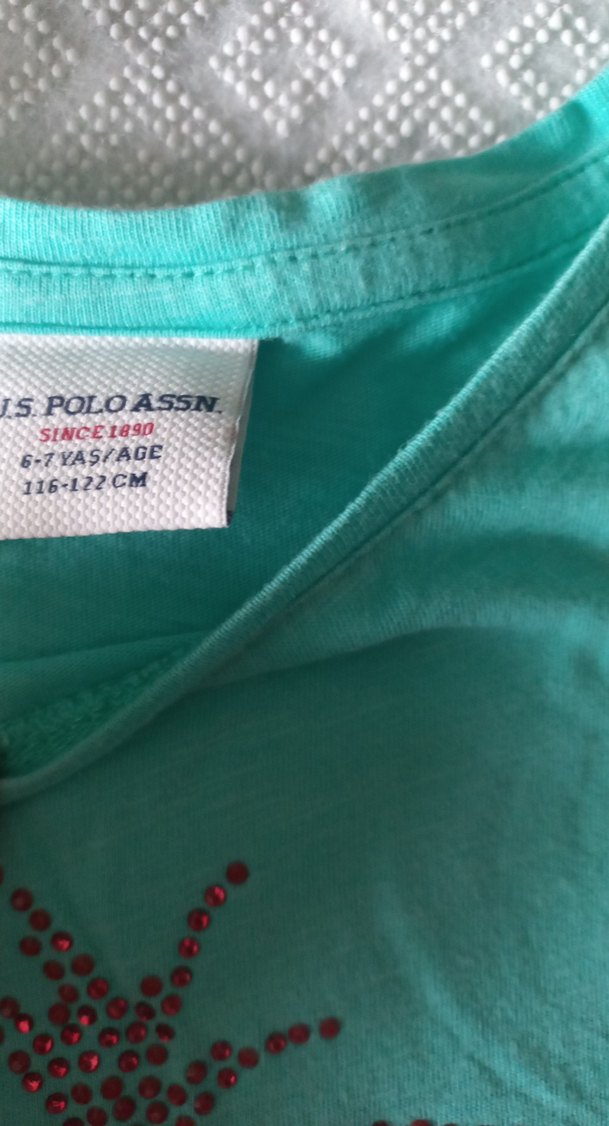 U.S. POLO ASSN.
SINCE 1890
6-7 YAŞ/AGE
116-122 CM